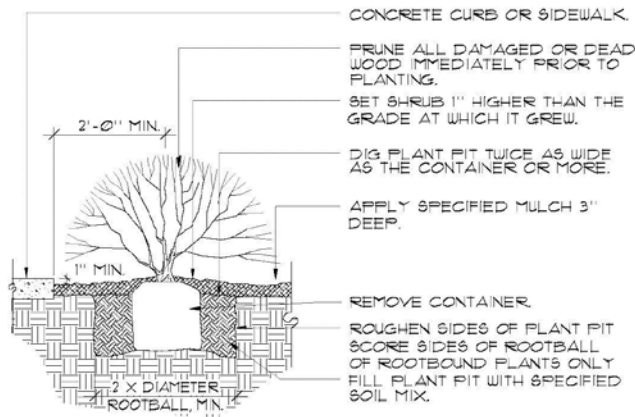 CONCRETE CURB OR SIDEWALK.
PRUNE ALL DAMAGED OR DEAD
WOOD IMMEDIATELY PRIOR TO
PLANTING.
SET SHRUB 1" HIGHER THAN THE
GRADE AT WHICH IT GREW.
2'-0" MIN.
DIG PLANT PIT TWICE AS WIDE
AS THE CONTAINER OR MORE.
APPLY SPECIFIED MULCH 3"
DEEP.
1" MIN.
REMOVE CONTAINER.
ROUGHEN SIDES OF PLANT PIT
SCORE SIDES OF ROOTBALL
OF ROOTBOUND PLANTS ONLY
FILL PLANT PIT WITH SPECIFIED
SOIL MIX.
2 X DIAMETER
ROOTBALL, MIN.